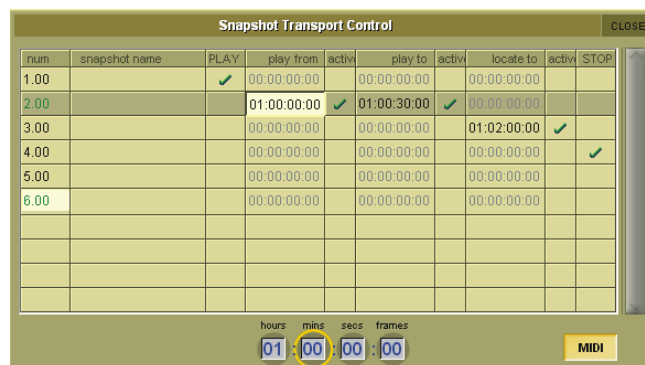 Snapshot Transport Control CLOSE
num snapshot name PLAY play from activ play to activ locate to activ STOP
1.00 00:00:00:00 00:00:00:00 00:00:00:00
2.00 01:00:00:00 01:00:30:00 00:00:00:00
3.00 00:00:00:00 00:00:00:00 01:02:00:00
4.00 00:00:00:00 00:00:00:00 00:00:00:00
5.00 00:00:00:00 00:00:00:00 00:00:00:00
6.00 00:00:00:00 00:00:00:00 00:00:00:00
hours mins secs frames
01 : 00 : 00 : 00 MIDI